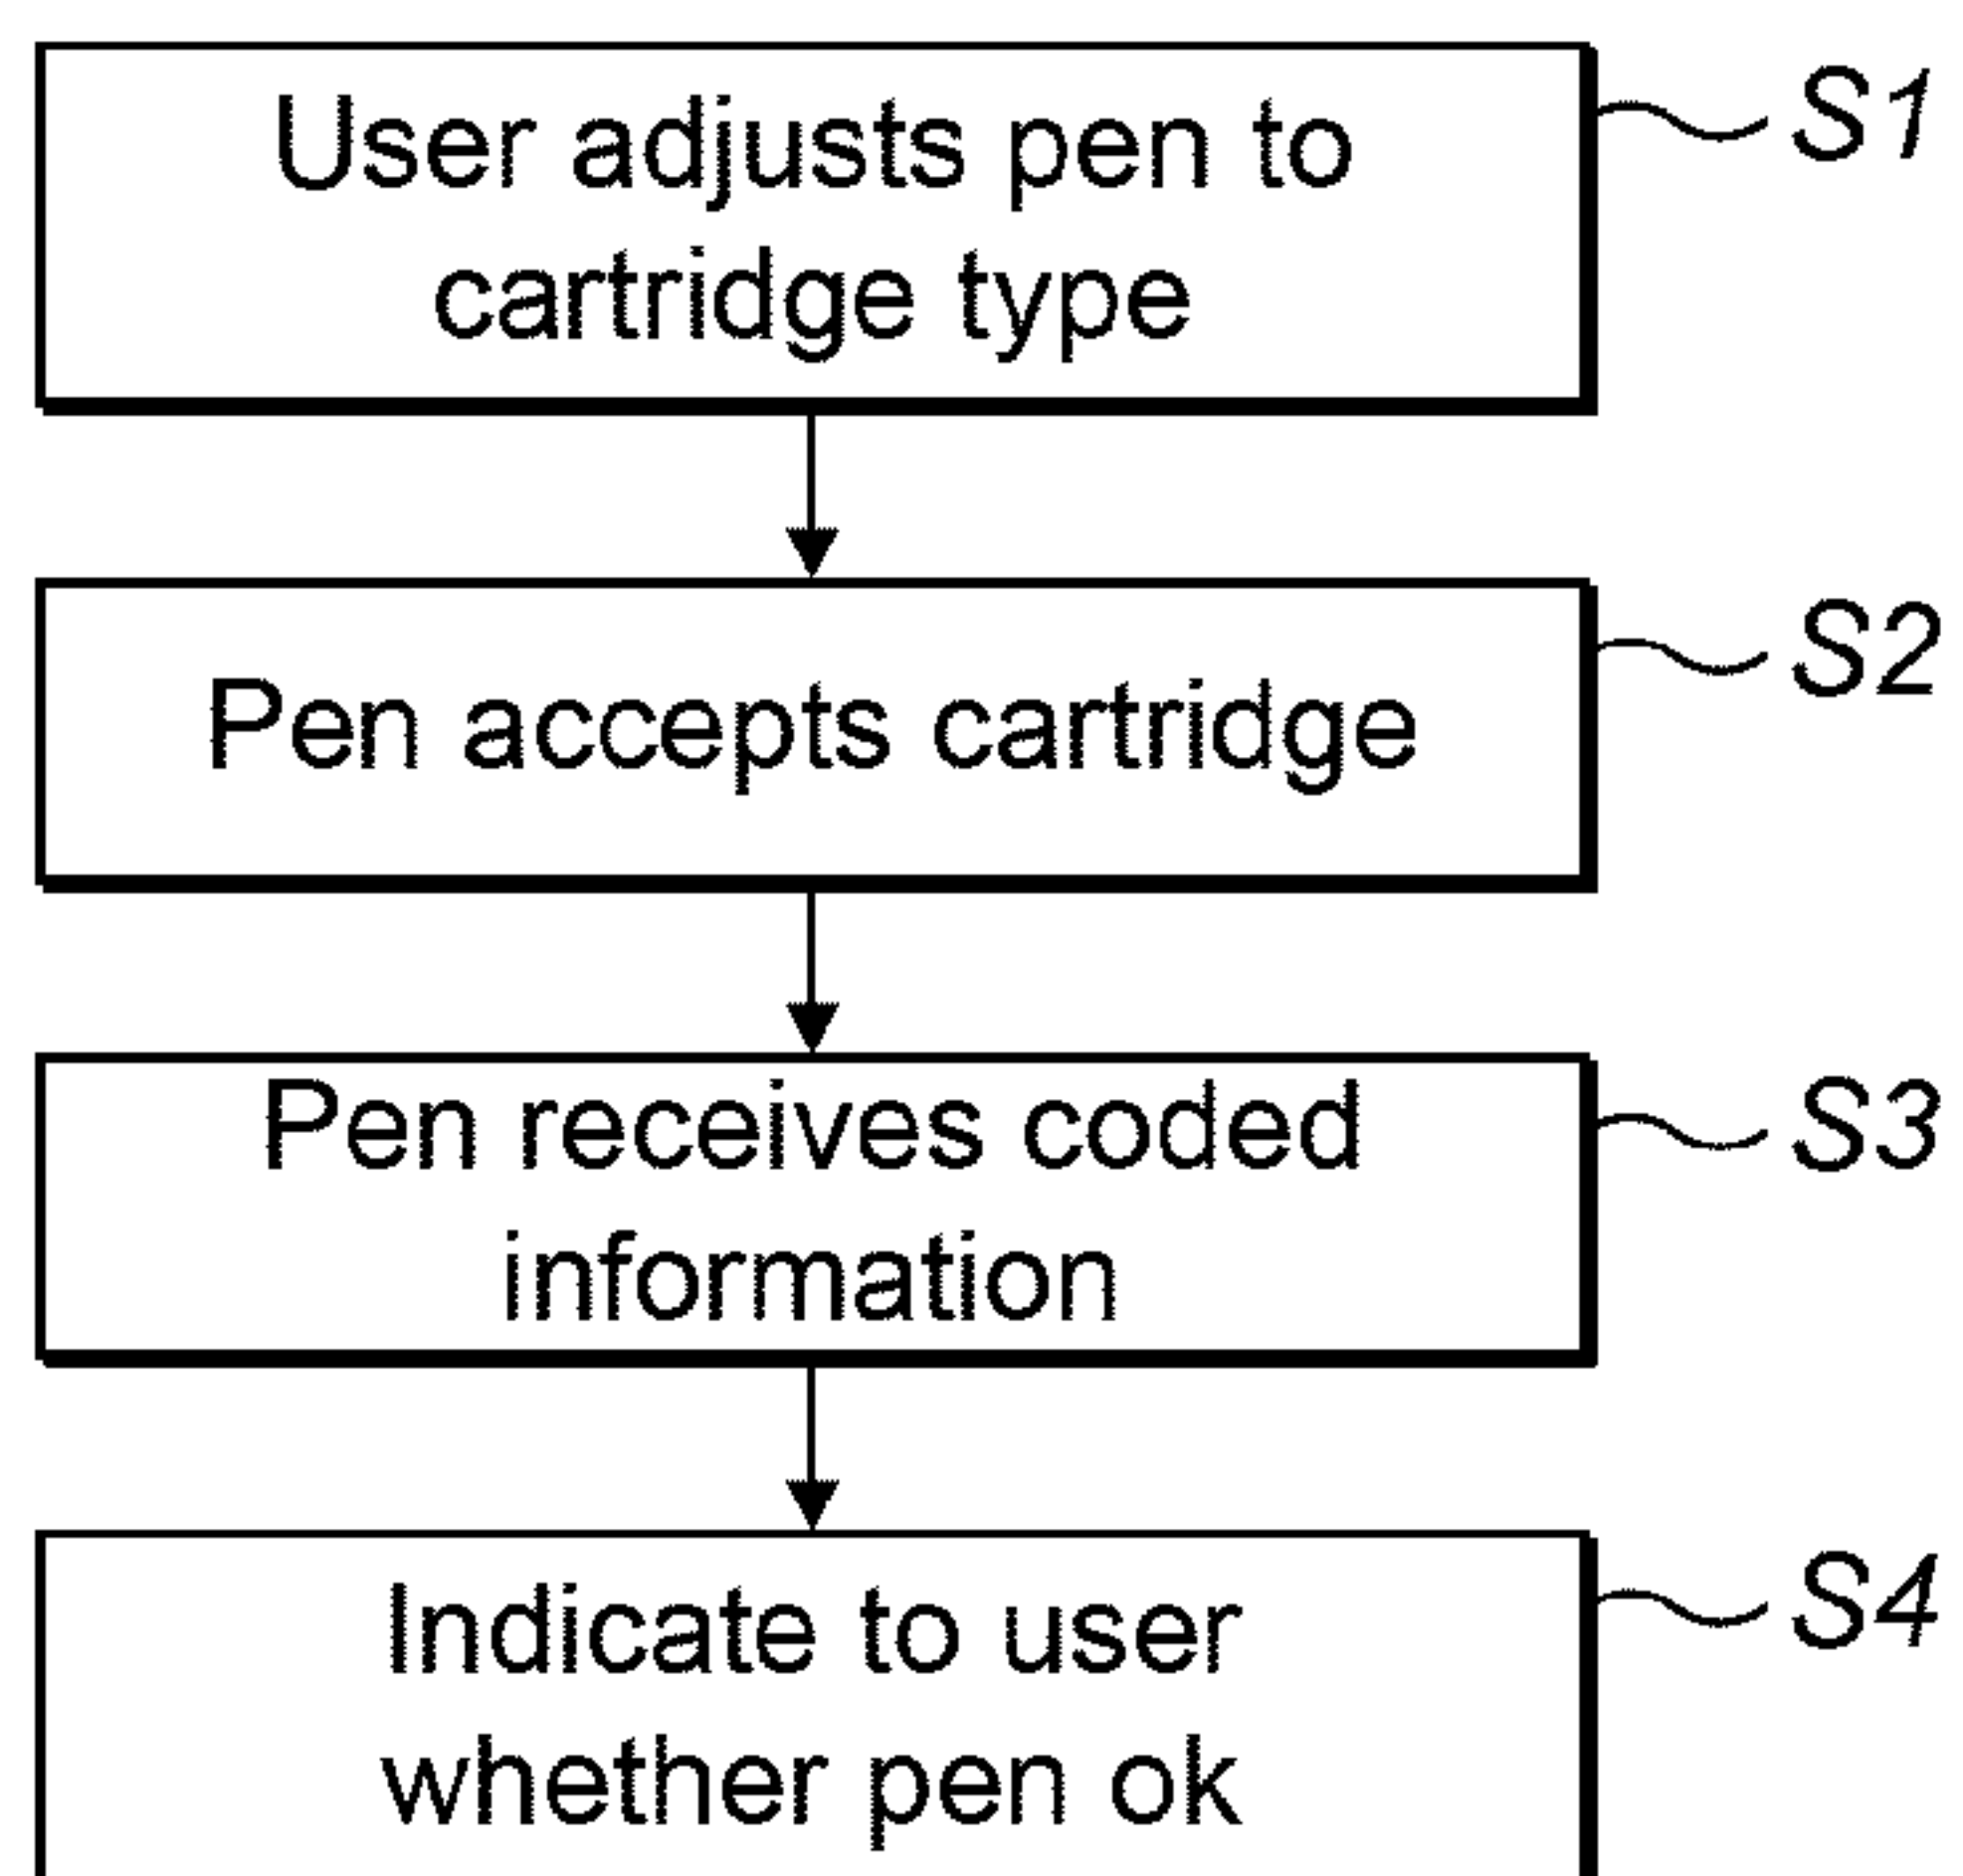 User adjusts pen to
cartridge type
S1
Pen accepts cartridge
S2
Pen receives coded
information
S3
Indicate to user
whether pen ok
S4